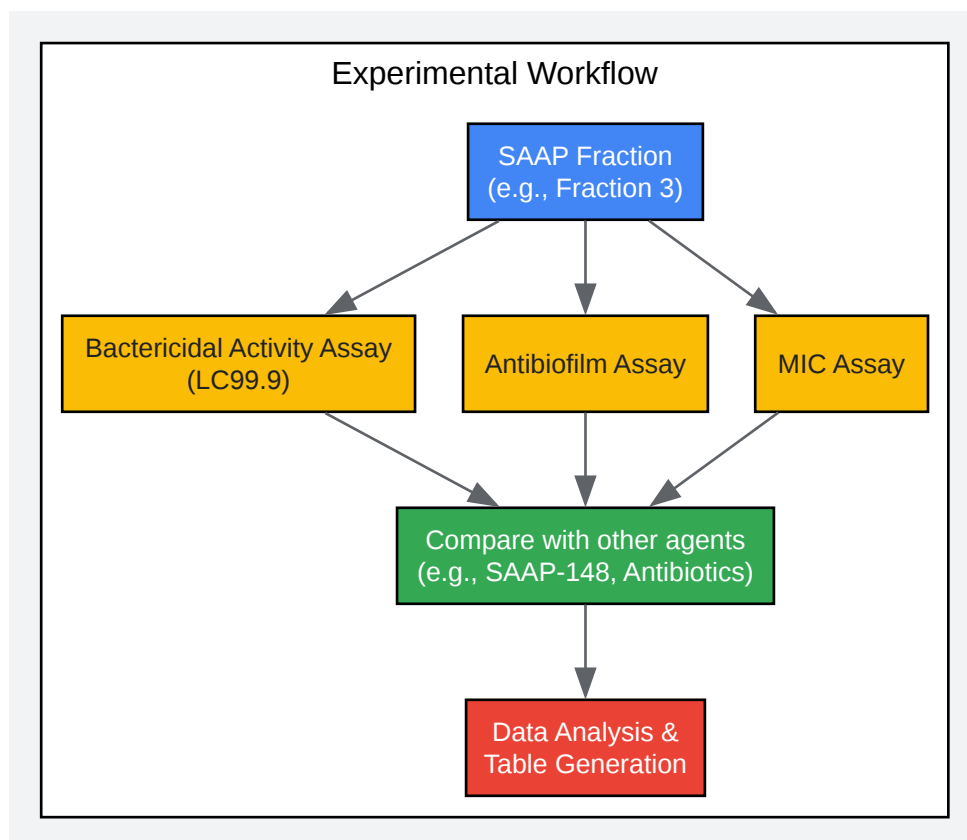 Experimental Workflow
SAAP Fraction
(e.g., Fraction 3)
Bactericidal Activity Assay
(LC99.9)
Antibiofilm Assay
MIC Assay
Compare with other agents
(e.g., SAAP-148, Antibiotics)
Data Analysis &
Table Generation